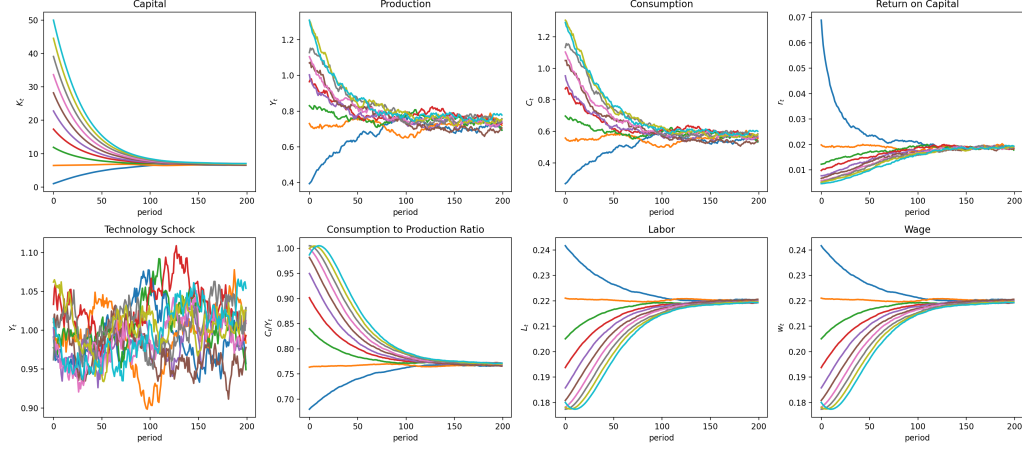 Capital
Production
Consumption
Return on Capital
50
40
30
20
10
0
K_t
0 50 100 150 200
period
1.2
1.0
0.8
0.6
0.4
Y_t
0 50 100 150 200
period
1.2
1.0
0.8
0.6
0.4
C_t
0 50 100 150 200
period
0.07
0.06
0.05
0.04
0.03
0.02
0.01
r_t
0 50 100 150 200
period
Technology Schock
Consumption to Production Ratio
Labor
Wage
1.10
1.05
1.00
0.95
0.90
Y_t
0 50 100 150 200
period
1.00
0.95
0.90
0.85
0.80
0.75
0.70
C_t/Y_t
0 50 100 150 200
period
0.24
0.23
0.22
0.21
0.20
0.19
0.18
L_t
0 50 100 150 200
period
0.24
0.23
0.22
0.21
0.20
0.19
0.18
w_t
0 50 100 150 200
period